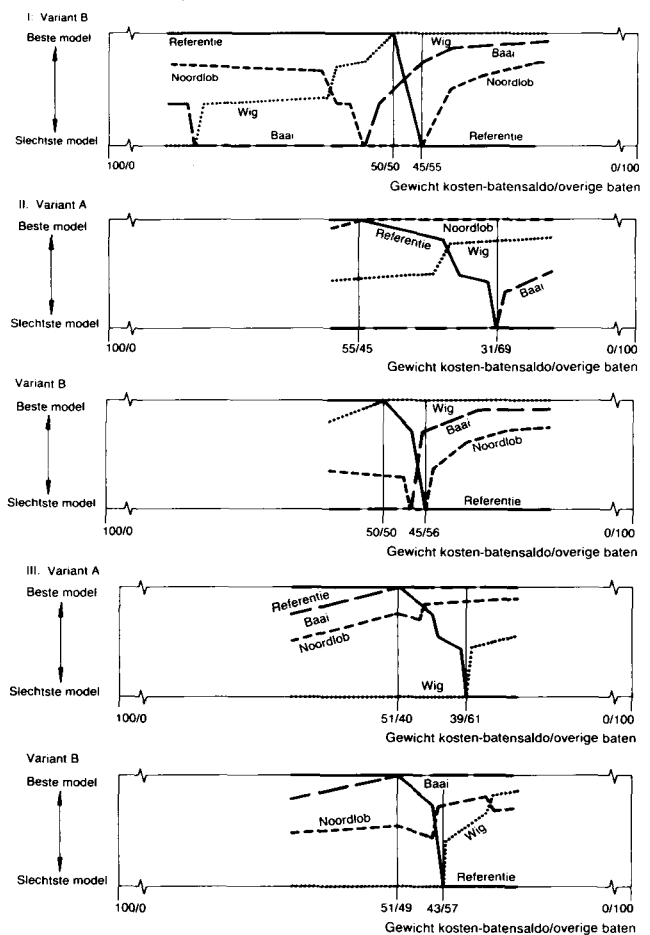 I: Variant B
Beste model
Referentie
Wig
Baai
Noordlob
Noordlob
Wig
Baai
Referentie
Slechtste model
100/0
50/50
45/55
0/100
Gewicht kosten-batensaldo/overige baten
II. Variant A
Beste model
Noordlob
Referentie
Wig
Baai
Slechtste model
100/0
55/45
31/69
0/100
Gewicht kosten-batensaldo/overige baten
Variant B
Beste model
Wig
Baai
Noordlob
Slechtste model
Referentie
100/0
50/50
45/56
0/100
Gewicht kosten-batensaldo/overige baten
III. Variant A
Beste model
Referentie
Baai
Noordlob
Wig
Slechtste model
100/0
51/40
39/61
0/100
Gewicht kosten-batensaldo/overige baten
Variant B
Beste model
Baai
Noordlob
Wig
Referentie
Slechtste model
100/0
51/49
43/57
0/100
Gewicht kosten-batensaldo/overige baten